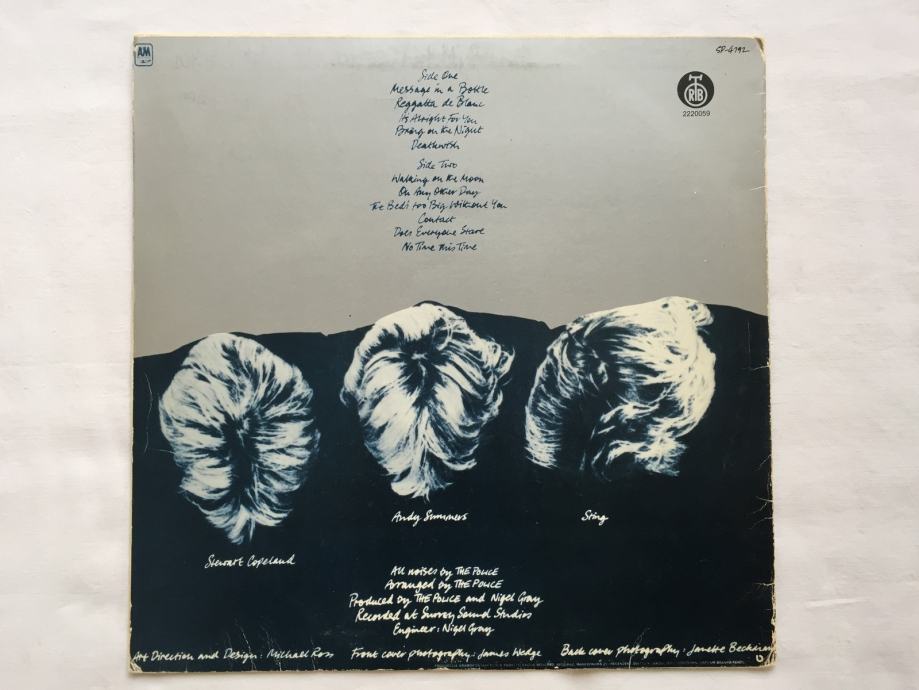 AM
SP-4792
RTB
2220059
Side One
Message in a Bottle
Reggatta de Blanc
It's Alright For You
Bring on the Night
Deathwish
Side Two
Walking on the Moon
On Any Other Day
The Bed's too Big Without You
Contact
Does Everyone Stare
No Time This Time
Andy Summers
Sting
Stewart Copeland
All noises by THE POLICE
Arranged by THE POLICE
Produced by THE POLICE and Nigel Gray
Recorded at Surrey Sound Studios
Engineer: Nigel Gray
Art Direction and Design: Michael Ross Front cover photography: James Wedge Back cover photography: Janette Beckman